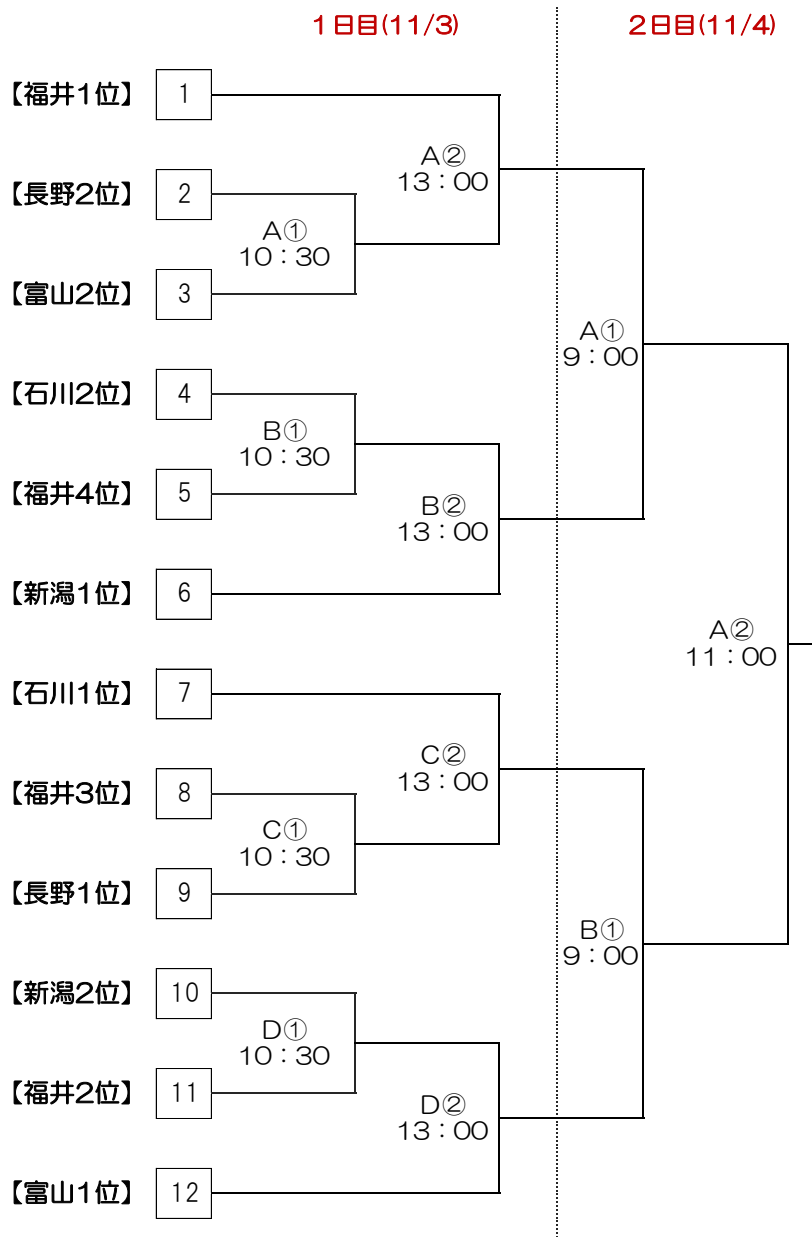 １日目(11/3)
２日目(11/4)
【福井１位】 1
Ａ②
13：00
【長野２位】 2
Ａ①
10：30
【富山２位】 3
Ａ①
9：00
【石川２位】 4
Ｂ①
10：30
【福井４位】 5
Ｂ②
13：00
【新潟１位】 6
Ａ②
11：00
【石川１位】 7
Ｃ②
13：00
【福井３位】 8
Ｃ①
10：30
【長野１位】 9
Ｂ①
9：00
【新潟２位】 10
Ｄ①
10：30
【福井２位】 11
Ｄ②
13：00
【富山１位】 12